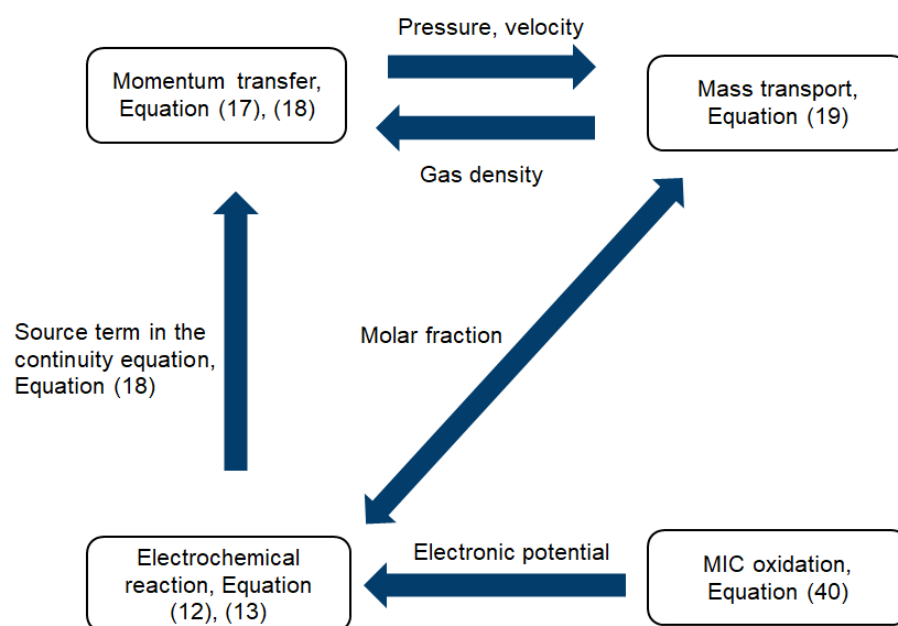 Pressure, velocity
Momentum transfer,
Equation (17), (18)
Mass transport,
Equation (19)
Gas density
Source term in the
continuity equation,
Equation (18)
Molar fraction
Electrochemical
reaction, Equation
(12), (13)
Electronic potential
MIC oxidation,
Equation (40)